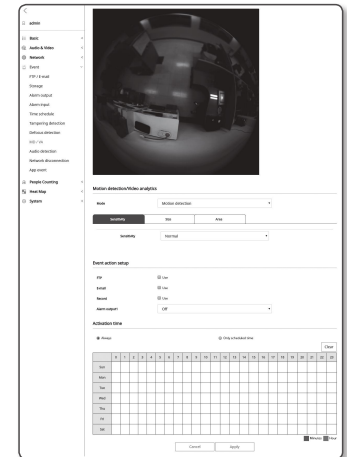 admin
Basic
Audio & Video
Network
Event
FTP / E-mail
Storage
Alarm output
Alarm input
Time schedule
Tampering detection
Defocus detection
MD / VA
Audio detection
Network disconnection
App event
People Counting
Heat Map
System
Motion detection/Video analytics
Mode Motion detection
Sensitivity Size Area
Sensitivity Normal
Event action setup
FTP Use
E-mail Use
Record Use
Alarm output1 Off
Activation time
Always Only scheduled time
Clear
0 1 2 3 4 5 6 7 8 9 10 11 12 13 14 15 16 17 18 19 20 21 22 23
Sun
Mon
Tue
Wed
Thu
Fri
Sat
Minutes Hour
Cancel Apply